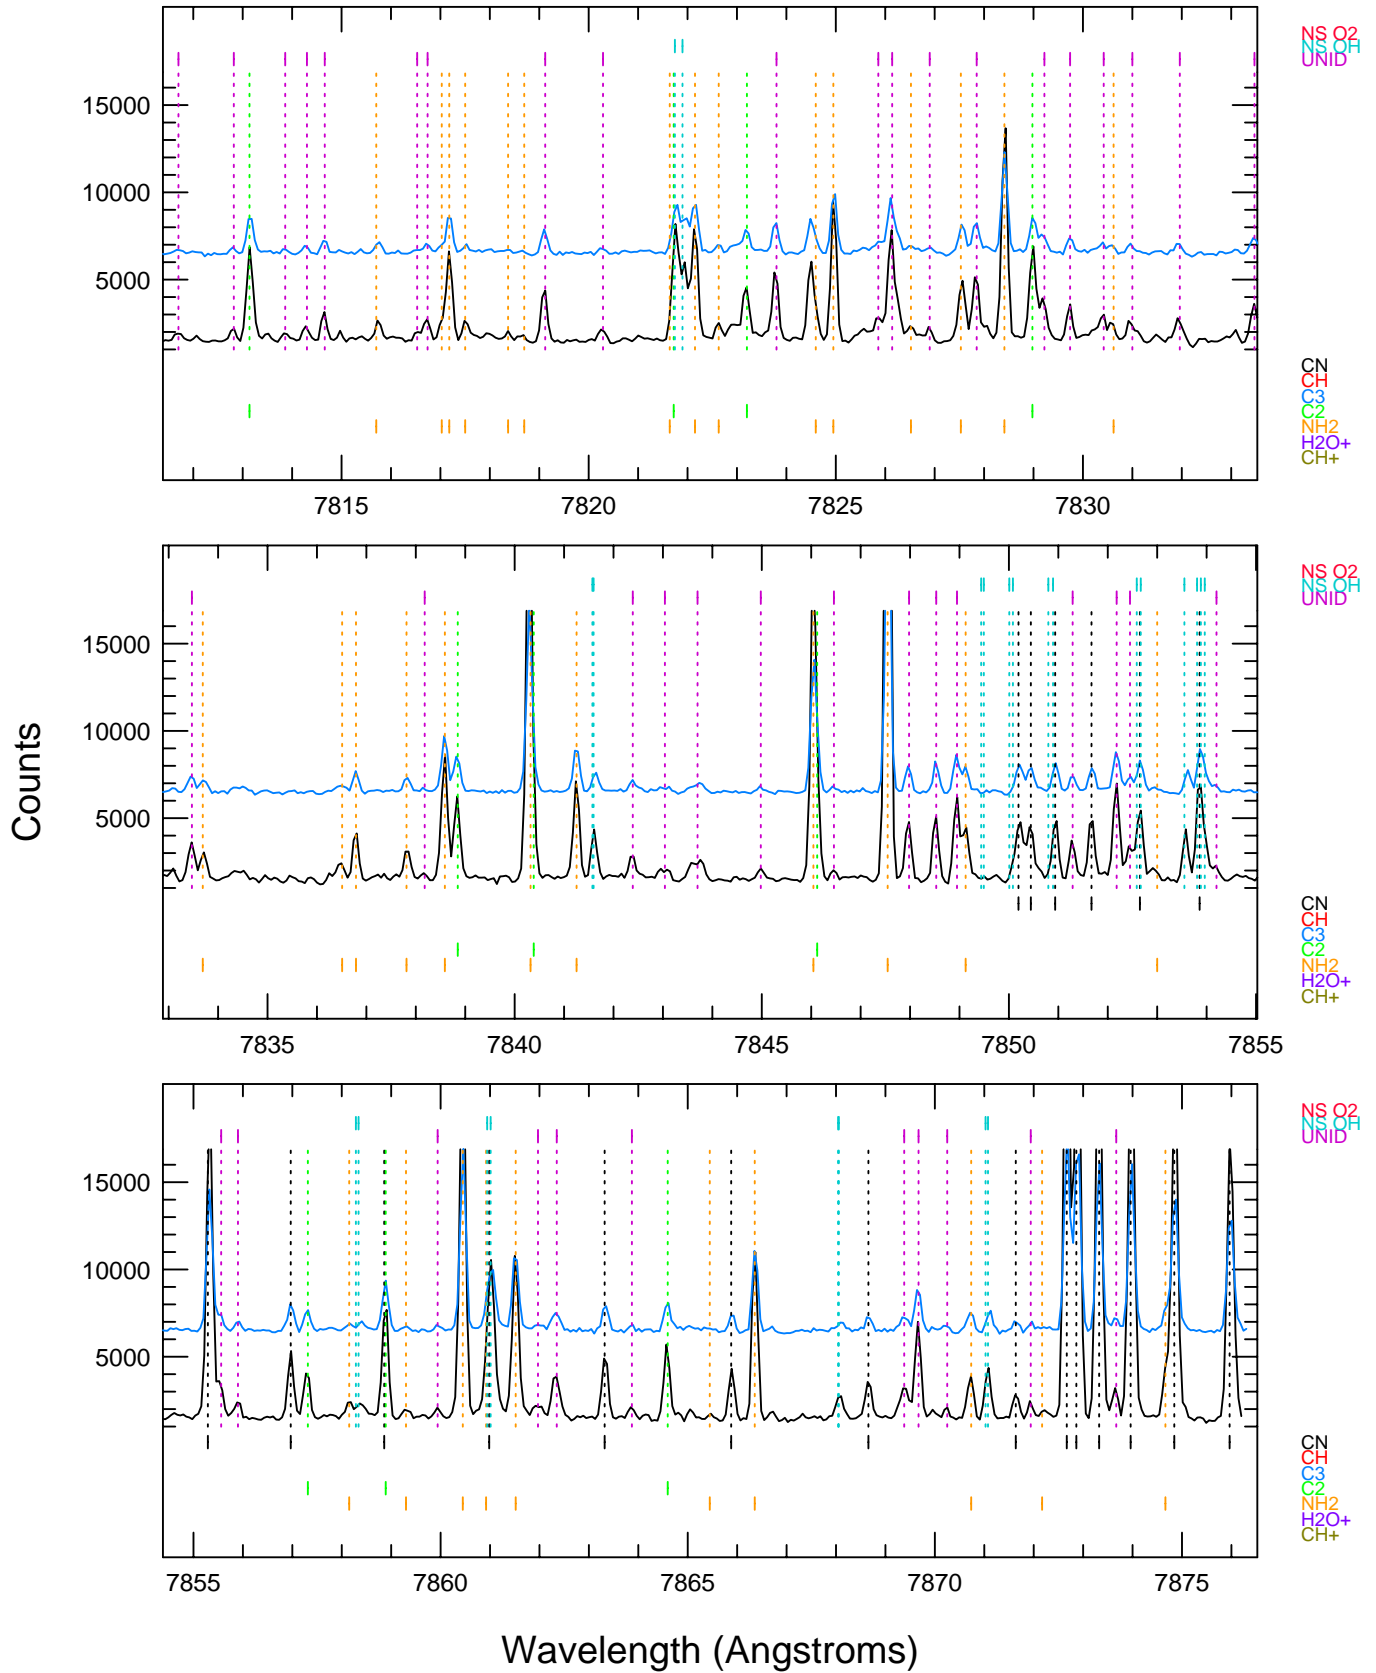 NS O2
NS OH
UNID
15000
10000
5000
CN
CH
C3
C2
NH2
H2O+
CH+
7815 7820 7825 7830
NS O2
NS OH
UNID
15000
10000
5000
CN
CH
C3
C2
NH2
H2O+
CH+
7835 7840 7845 7850 7855
Counts
NS O2
NS OH
UNID
15000
10000
5000
CN
CH
C3
C2
NH2
H2O+
CH+
7855 7860 7865 7870 7875
Wavelength (Angstroms)